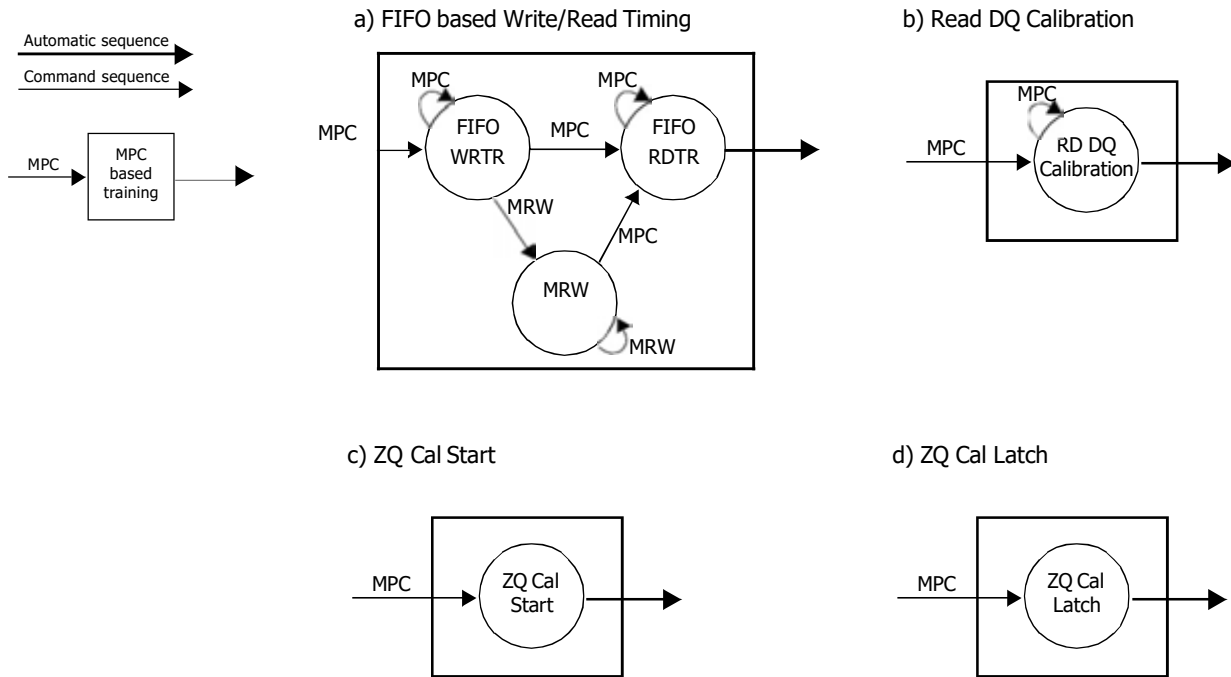 a) FIFO based Write/Read Timing
b) Read DQ Calibration
Automatic sequence
Command sequence
MPC
MPC
based
training
MPC
MPC
FIFO
WRTR
MPC
MPC
FIFO
RDTR
MRW
MPC
MRW
MRW
MPC
MPC
RD DQ
Calibration
c) ZQ Cal Start
d) ZQ Cal Latch
MPC
ZQ Cal
Start
MPC
ZQ Cal
Latch